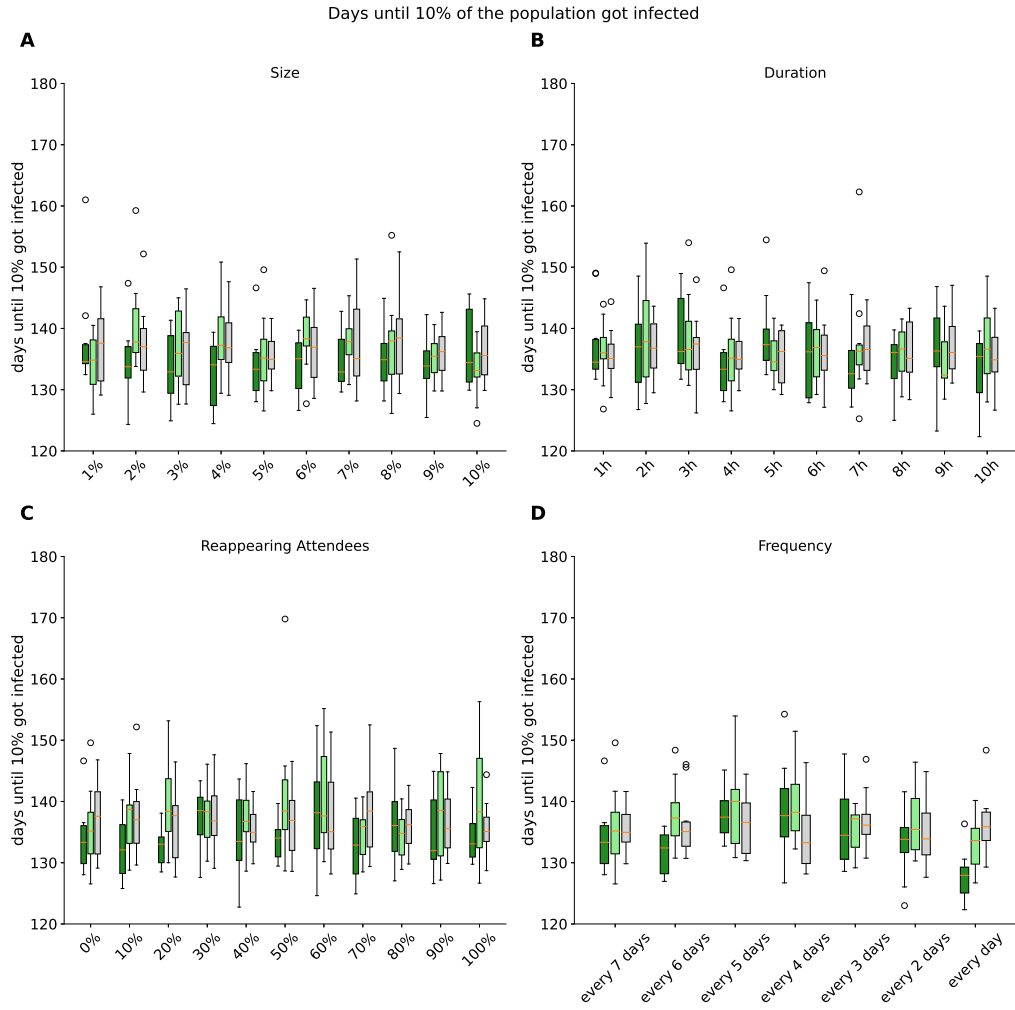 Days until 10% of the population got infected
A
B
Size
Duration
180
170
160
150
140
130
120
days until 10% got infected
1%
2%
3%
4%
5%
6%
7%
8%
9%
10%
180
170
160
150
140
130
120
days until 10% got infected
1h
2h
3h
4h
5h
6h
7h
8h
9h
10h
C
D
Reappearing Attendees
Frequency
180
170
160
150
140
130
120
days until 10% got infected
0%
10%
20%
30%
40%
50%
60%
70%
80%
90%
100%
180
170
160
150
140
130
120
days until 10% got infected
every 7 days
every 6 days
every 5 days
every 4 days
every 3 days
every 2 days
every day